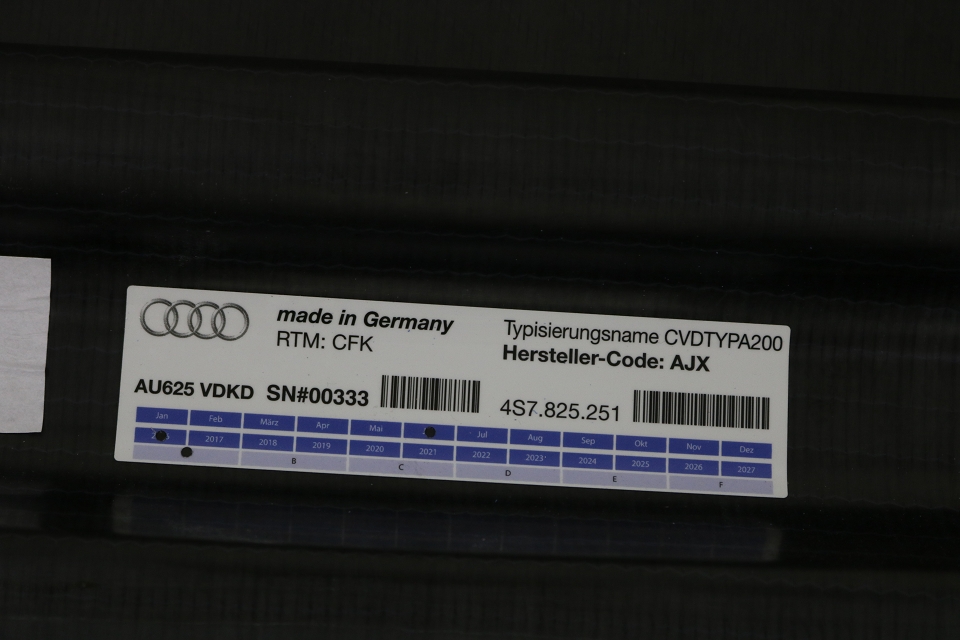 made in Germany
RTM: CFK
Typisierungsname CVDTYPA200
Hersteller-Code: AJX
AU625 VDKD SN#00333
4S7.825.251
Jan Feb März Apr Mai Jul Aug Sep Okt Nov Dez
2017 2018 2019 2020 2021 2022 2023' 2024 2025 2026 2027
B C D E F